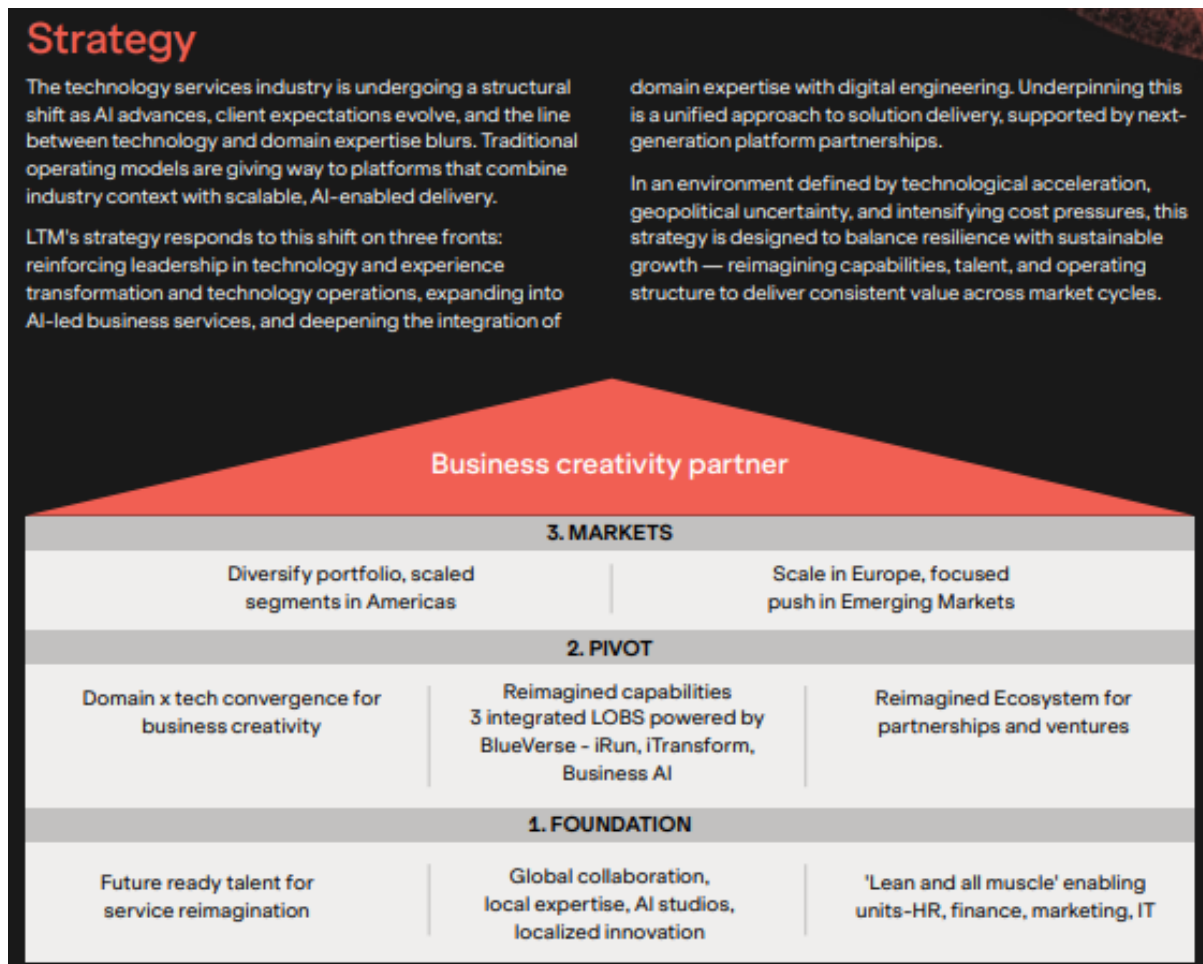 Strategy
The technology services industry is undergoing a structural
shift as AI advances, client expectations evolve, and the line
between technology and domain expertise blurs. Traditional
operating models are giving way to platforms that combine
industry context with scalable, AI-enabled delivery.
LTM's strategy responds to this shift on three fronts:
reinforcing leadership in technology and experience
transformation and technology operations, expanding into
AI-led business services, and deepening the integration of
domain expertise with digital engineering. Underpinning this
is a unified approach to solution delivery, supported by next-
generation platform partnerships.
In an environment defined by technological acceleration,
geopolitical uncertainty, and intensifying cost pressures, this
strategy is designed to balance resilience with sustainable
growth — reimagining capabilities, talent, and operating
structure to deliver consistent value across market cycles.
Business creativity partner
3. MARKETS
Diversify portfolio, scaled
segments in Americas
Scale in Europe, focused
push in Emerging Markets
2. PIVOT
Domain x tech convergence for
business creativity
Reimagined capabilities
3 integrated LOBS powered by
BlueVerse - iRun, iTransform,
Business AI
Reimagined Ecosystem for
partnerships and ventures
1. FOUNDATION
Future ready talent for
service reimagination
Global collaboration,
local expertise, AI studios,
localized innovation
'Lean and all muscle' enabling
units-HR, finance, marketing, IT